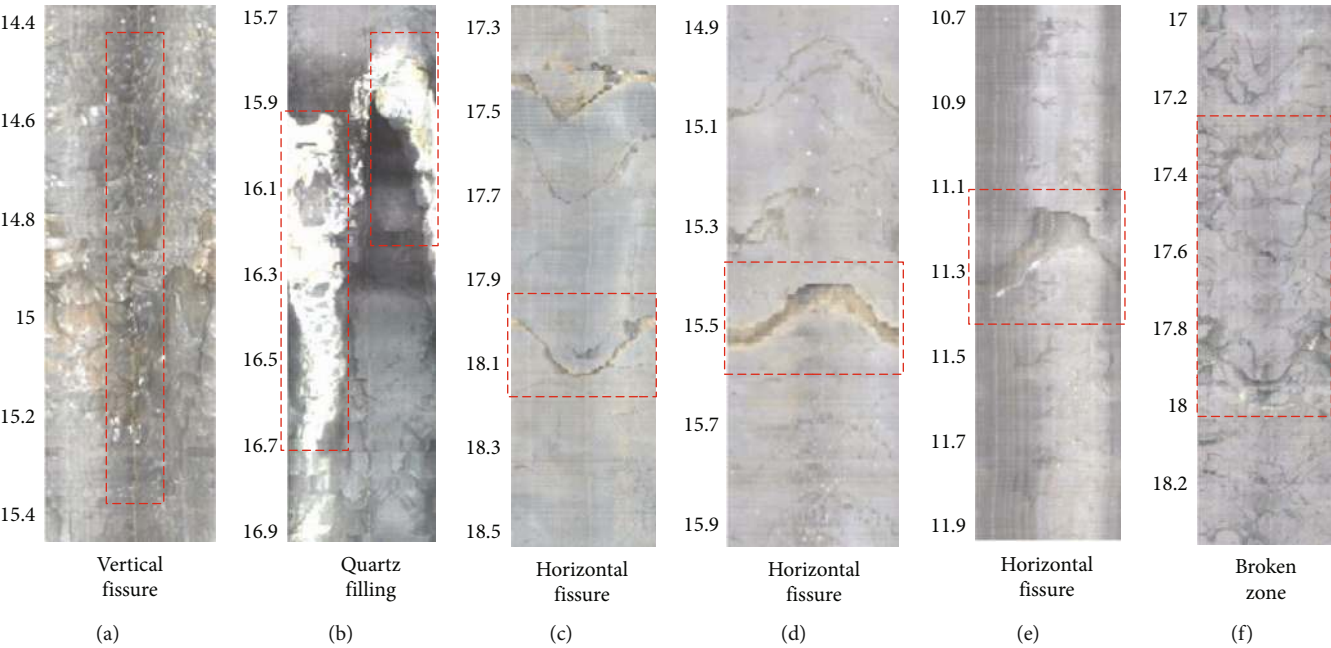 14.4
14.6
14.8
15
15.2
15.4
Vertical
fissure
(a)
15.7
15.9
16.1
16.3
16.5
16.7
16.9
Quartz
filling
(b)
17.3
17.5
17.7
17.9
18.1
18.3
18.5
Horizontal
fissure
(c)
14.9
15.1
15.3
15.5
15.7
15.9
Horizontal
fissure
(d)
10.7
10.9
11.1
11.3
11.5
11.7
11.9
Horizontal
fissure
(e)
17
17.2
17.4
17.6
17.8
18
18.2
Broken
zone
(f)